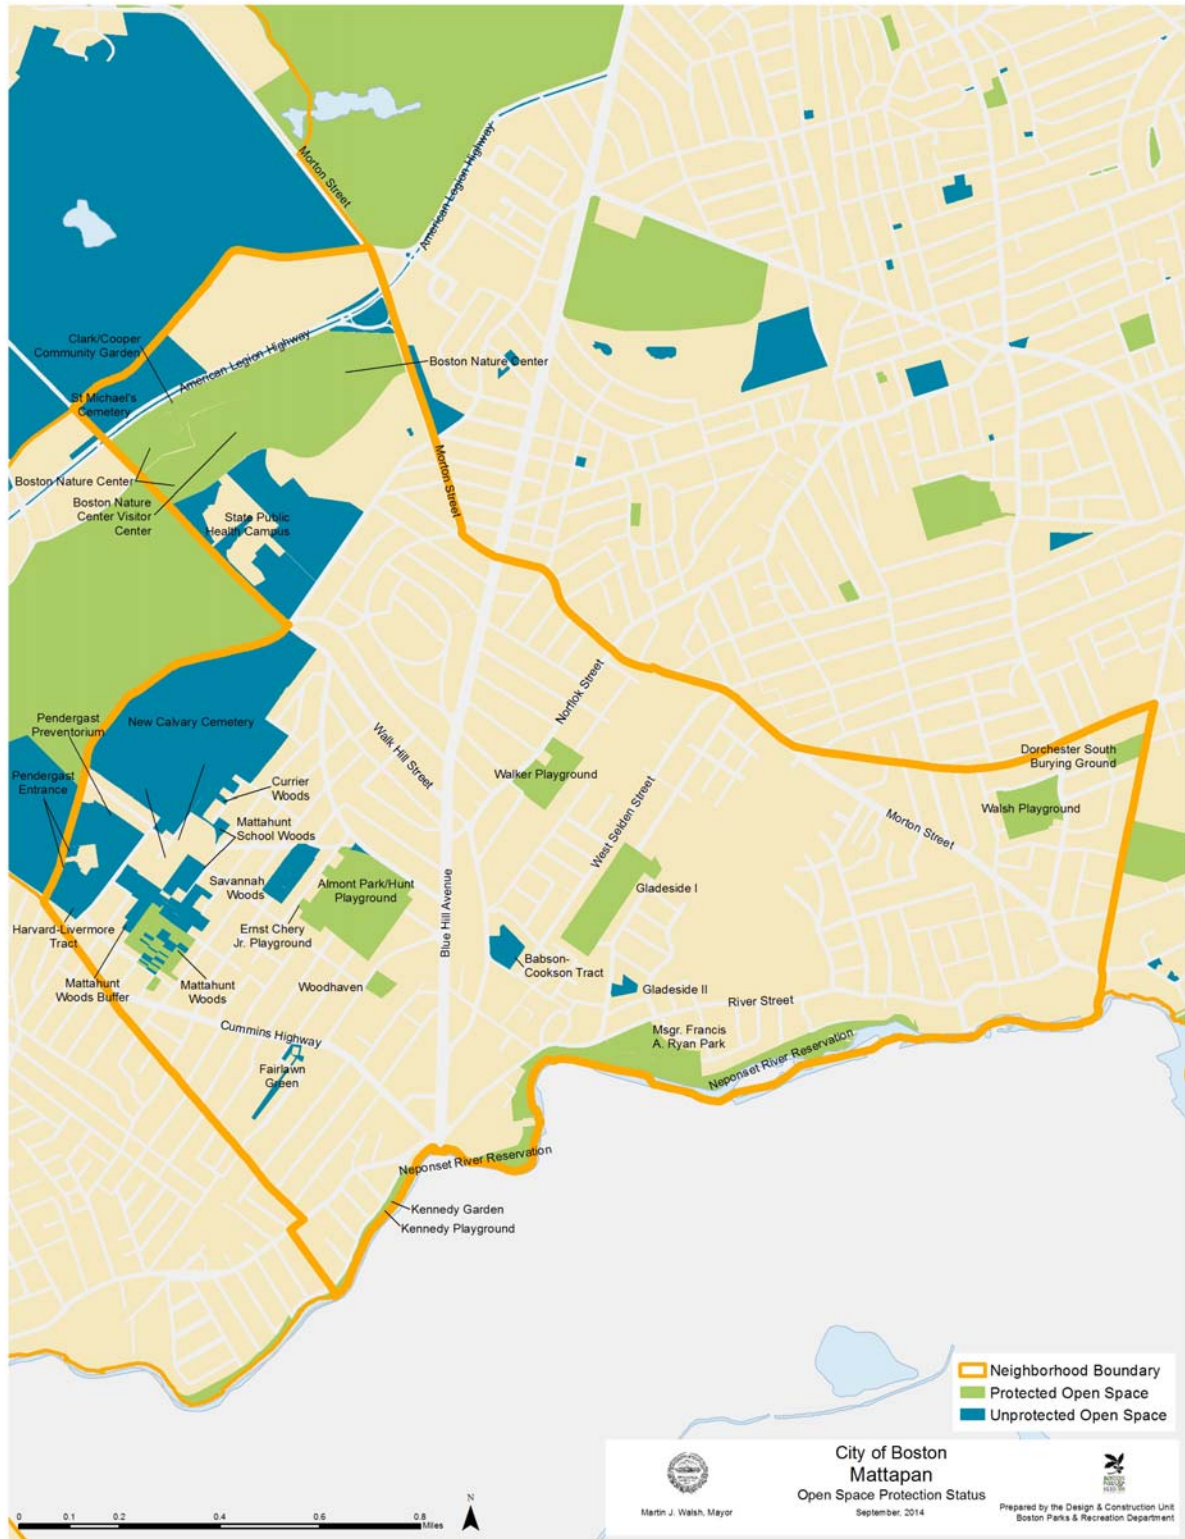 Morton Street
American Legion Highway
American Legion Highway
Clark/Cooper
Community Garden
American Legion Highway
Boston Nature Center
St Michael's
Cemetery
Morton Street
Boston Nature Center
Boston Nature
Center Visitor
Center
State Public
Health Campus
Norflok Street
Pendergast
Preventorium
New Calvary Cemetery
Walk Hill Street
Dorchester South
Burying Ground
Pendergast
Entrance
Currier
Woods
Walker Playground
Walsh Playground
Mattahunt
School Woods
West Selden Street
Morton Street
Savannah
Woods
Almont Park/Hunt
Playground
Gladeside I
Blue Hill Avenue
Harvard-Livermore
Tract
Ernst Chery
Jr. Playground
Babson-
Cookson Tract
Mattahunt
Woods Buffer
Mattahunt
Woods
Woodhaven
Gladeside II
River Street
Cummins Highway
Msgr. Francis
A. Ryan Park
Neponset River Reservation
Fairlawn
Green
Neponset River Reservation
Kennedy Garden
Kennedy Playground
Neighborhood Boundary
Protected Open Space
Unprotected Open Space
City of Boston
Mattapan
Open Space Protection Status
September, 2014
Martin J. Walsh, Mayor
Prepared by the Design & Construction Unit
Boston Parks & Recreation Department
N
0 0.1 0.2 0.4 0.6 0.8
Miles